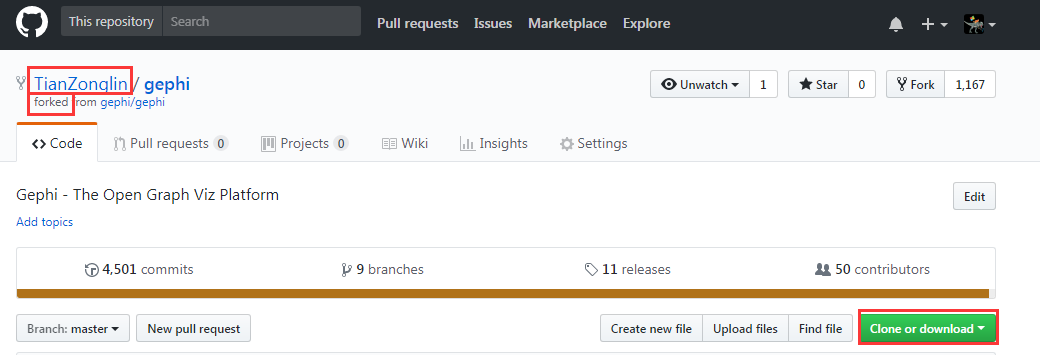 This repository Search Pull requests Issues Marketplace Explore
TianZonglin / gephi Unwatch 1 Star 0 Fork 1,167
forked from gephi/gephi
Code Pull requests 0 Projects 0 Wiki Insights Settings
Gephi - The Open Graph Viz Platform Edit
Add topics
4,501 commits 9 branches 11 releases 50 contributors
Branch: master New pull request Create new file Upload files Find file Clone or download